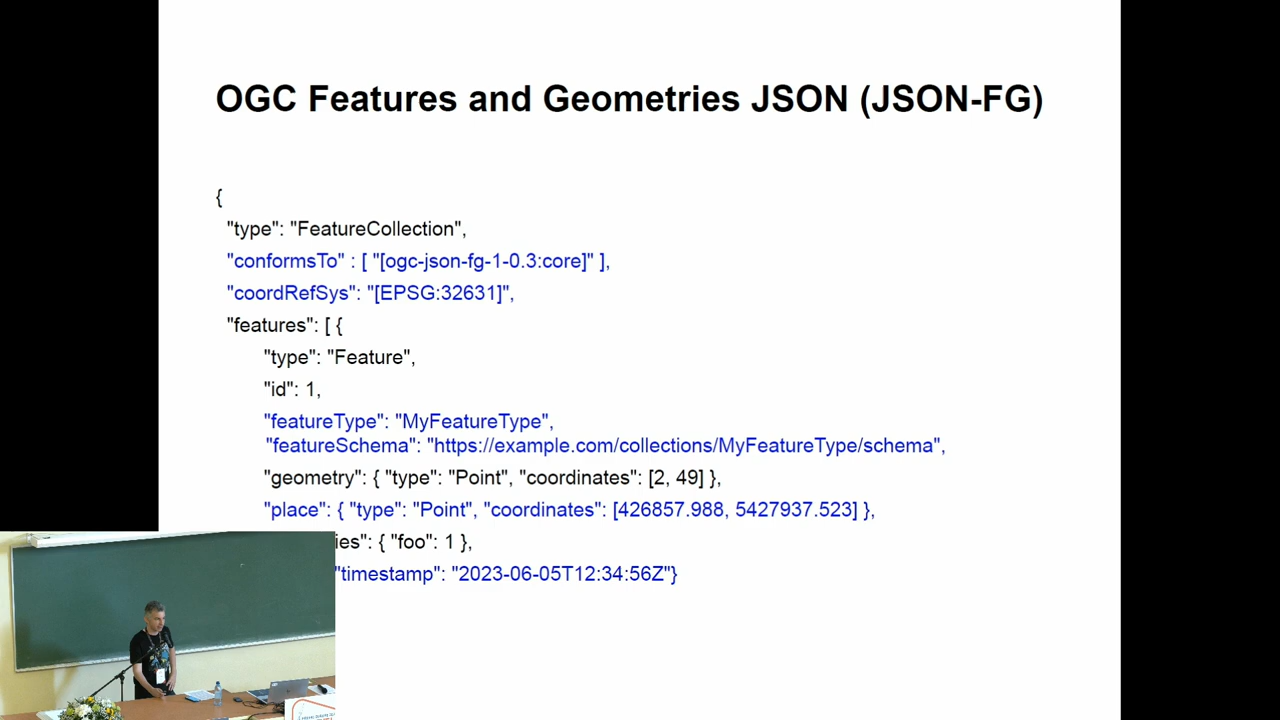 OGC Features and Geometries JSON (JSON-FG)
{
"type": "FeatureCollection",
"conformsTo" : [ "[ogc-json-fg-1-0.3:core]" ],
"coordRefSys": "[EPSG:32631]",
"features": [ {
"type": "Feature",
"id": 1,
"featureType": "MyFeatureType",
"featureSchema": "https://example.com/collections/MyFeatureType/schema",
"geometry": { "type": "Point", "coordinates": [2, 49] },
"place": { "type": "Point", "coordinates": [426857.988, 5427937.523] },
ies": { "foo": 1 },
"timestamp": "2023-06-05T12:34:56Z"}